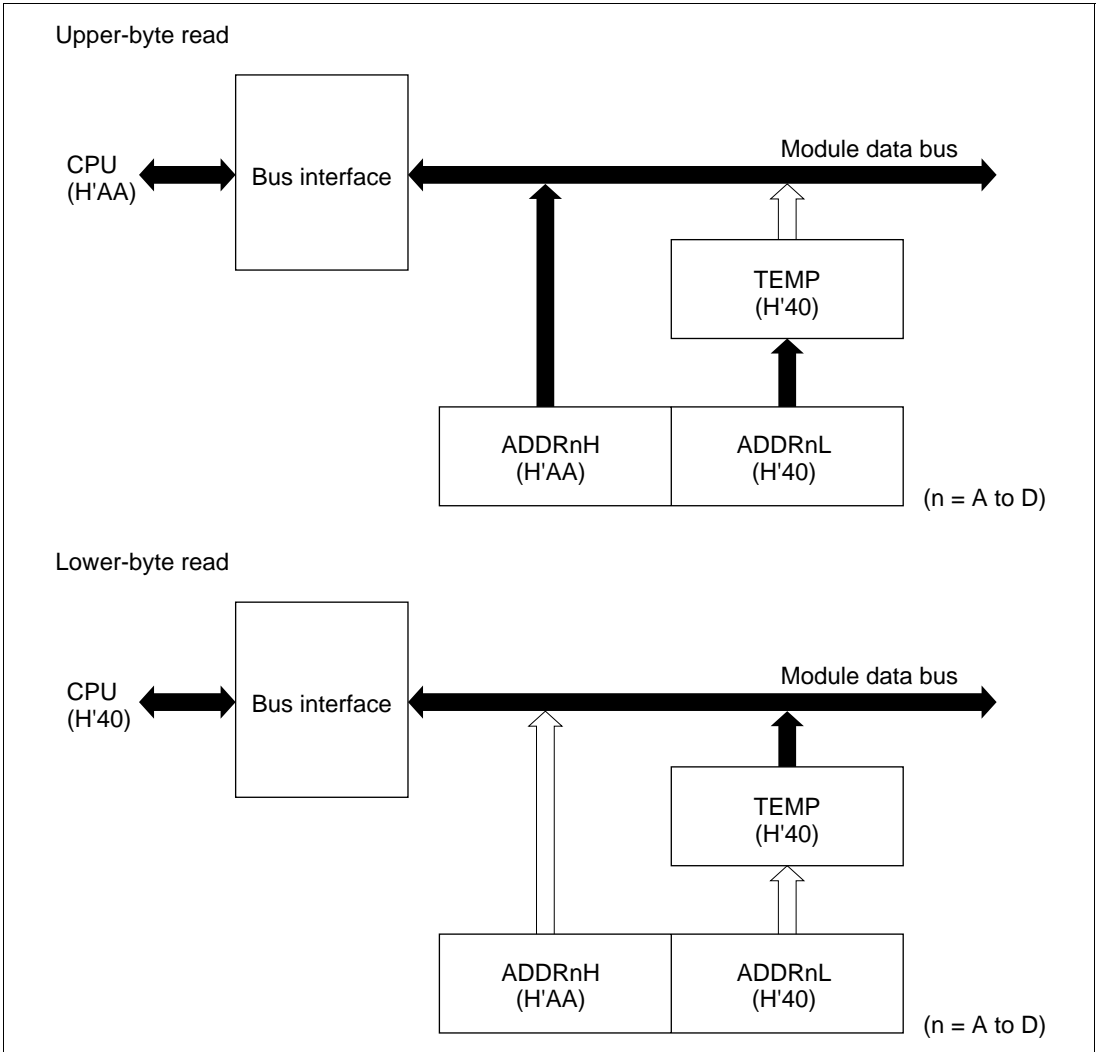 Upper-byte read
Module data bus
CPU
(H'AA)
Bus interface
TEMP
(H'40)
ADDRnH
(H'AA)
ADDRnL
(H'40)
(n = A to D)
Lower-byte read
Module data bus
CPU
(H'40)
Bus interface
TEMP
(H'40)
ADDRnH
(H'AA)
ADDRnL
(H'40)
(n = A to D)